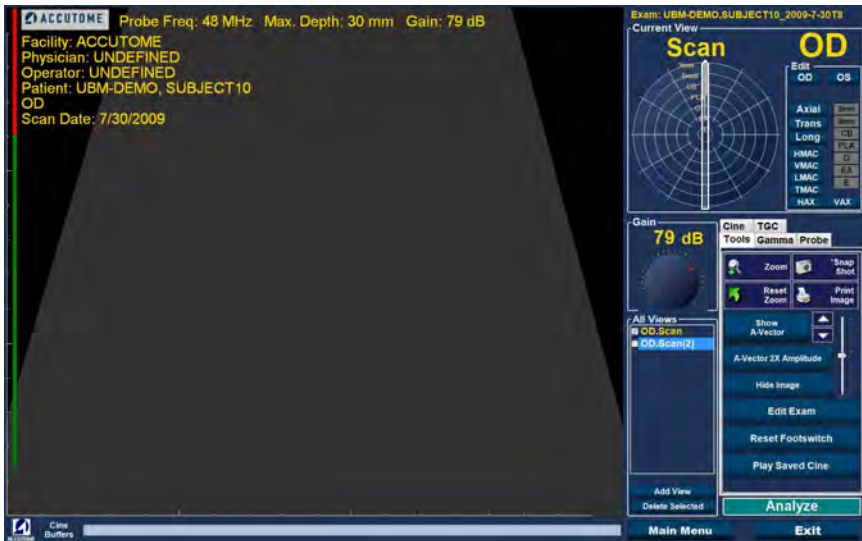 ACCUTOME
Probe Freq: 48 MHz Max. Depth: 30 mm Gain: 79 dB
Facility: ACCUTOME
Physician: UNDEFINED
Operator: UNDEFINED
Patient: UBM-DEMO, SUBJECT10
OD
Scan Date: 7/30/2009
Exam: UBM-DEMO,SUBJECT10_2009-7-30T8
Current View
Scan
OD
Edit
OD OS
Axial
Trans
Long
CB
PLA
O
EA
E
HMAC
VMAC
LMAC
TMAC
HAX VAX
Gain
79 dB
Cine TGC
Tools Gamma Probe
Zoom
*Snap Shot
Reset Zoom
Print Image
Show A-Vector
A-Vector 2X Amplitude
Hide Image
Edit Exam
Reset Footswitch
Play Saved Cine
All Views
OD.Scan
OD.Scan(2)
Add View
Delete Selected
Analyze
Cine Buffers
Main Menu
Exit